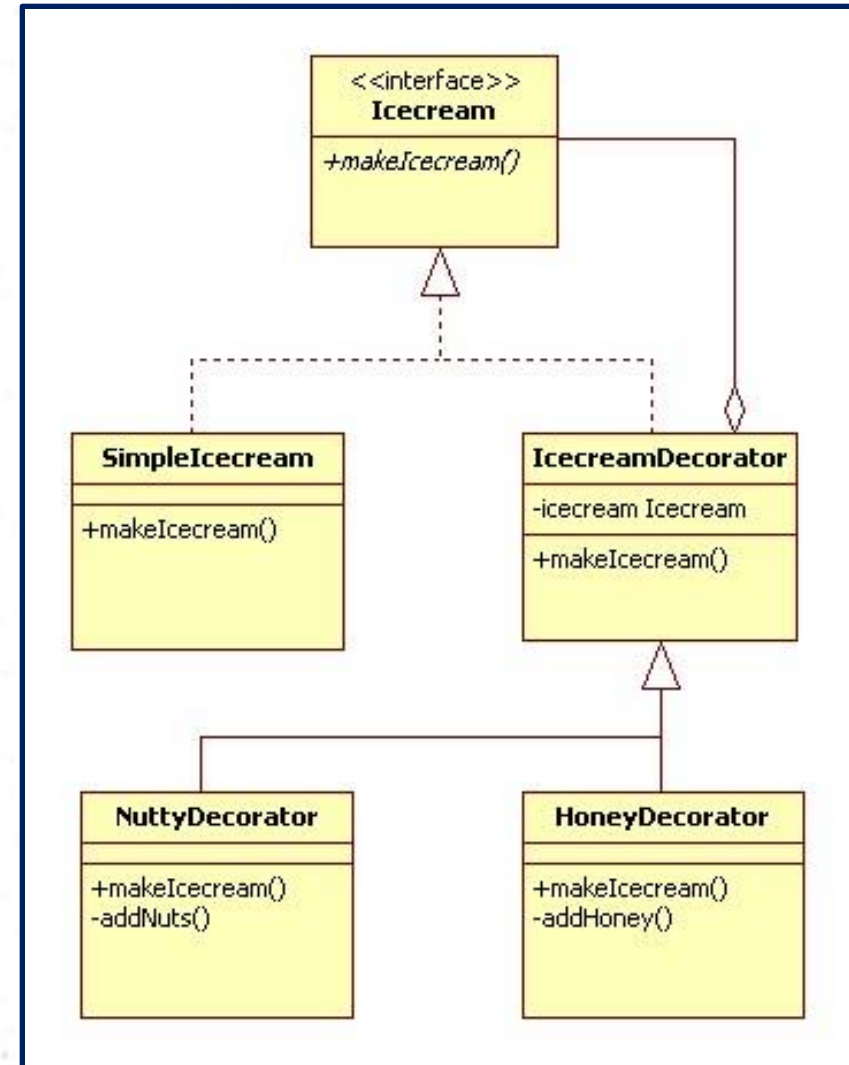 <<interface>>
Icecream
+makeIcecream()
SimpleIcecream
+makeIcecream()
IcecreamDecorator
-icecream Icecream
+makeIcecream()
NuttyDecorator
+makeIcecream()
-addNuts()
HoneyDecorator
+makeIcecream()
-addHoney()